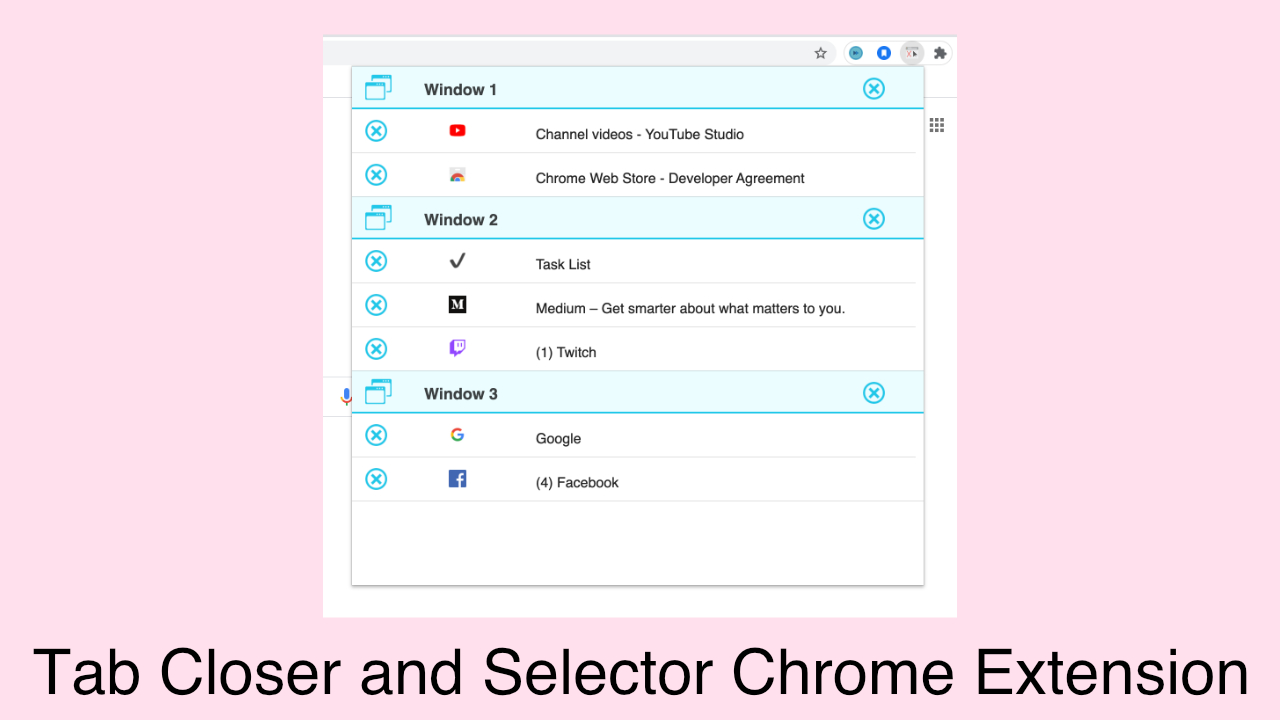 Window 1
Channel videos - YouTube Studio
Chrome Web Store - Developer Agreement
Window 2
Task List
M
Medium – Get smarter about what matters to you.
(1) Twitch
Window 3
G
Google
f
(4) Facebook
Tab Closer and Selector Chrome Extension